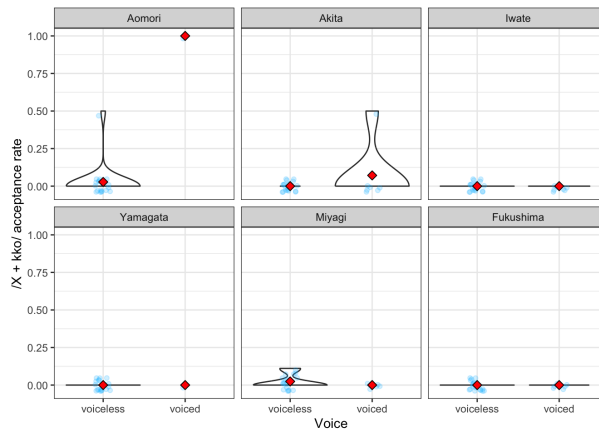 Aomori Akita Iwate
1.00
0.75
0.50
0.25
0.00
Yamagata Miyagi Fukushima
1.00
0.75
0.50
0.25
0.00
voiceless voiced voiceless voiced voiceless voiced
Voice
/X + kko/ acceptance rate